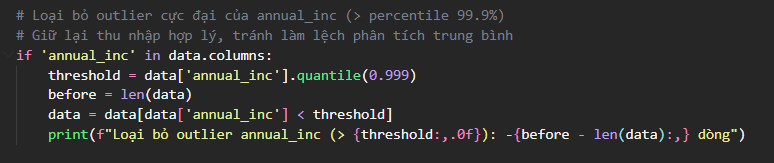 # Loại bỏ outlier cực đại của annual_inc (> percentile 99.9%)
# Giữ lại thu nhập hợp lý, tránh làm lệch phân tích trung bình
if 'annual_inc' in data.columns:
    threshold = data['annual_inc'].quantile(0.999)
    before = len(data)
    data = data[data['annual_inc'] < threshold]
    print(f"Loại bỏ outlier annual_inc (> {threshold:,.0f}): -{before - len(data):,} dòng")